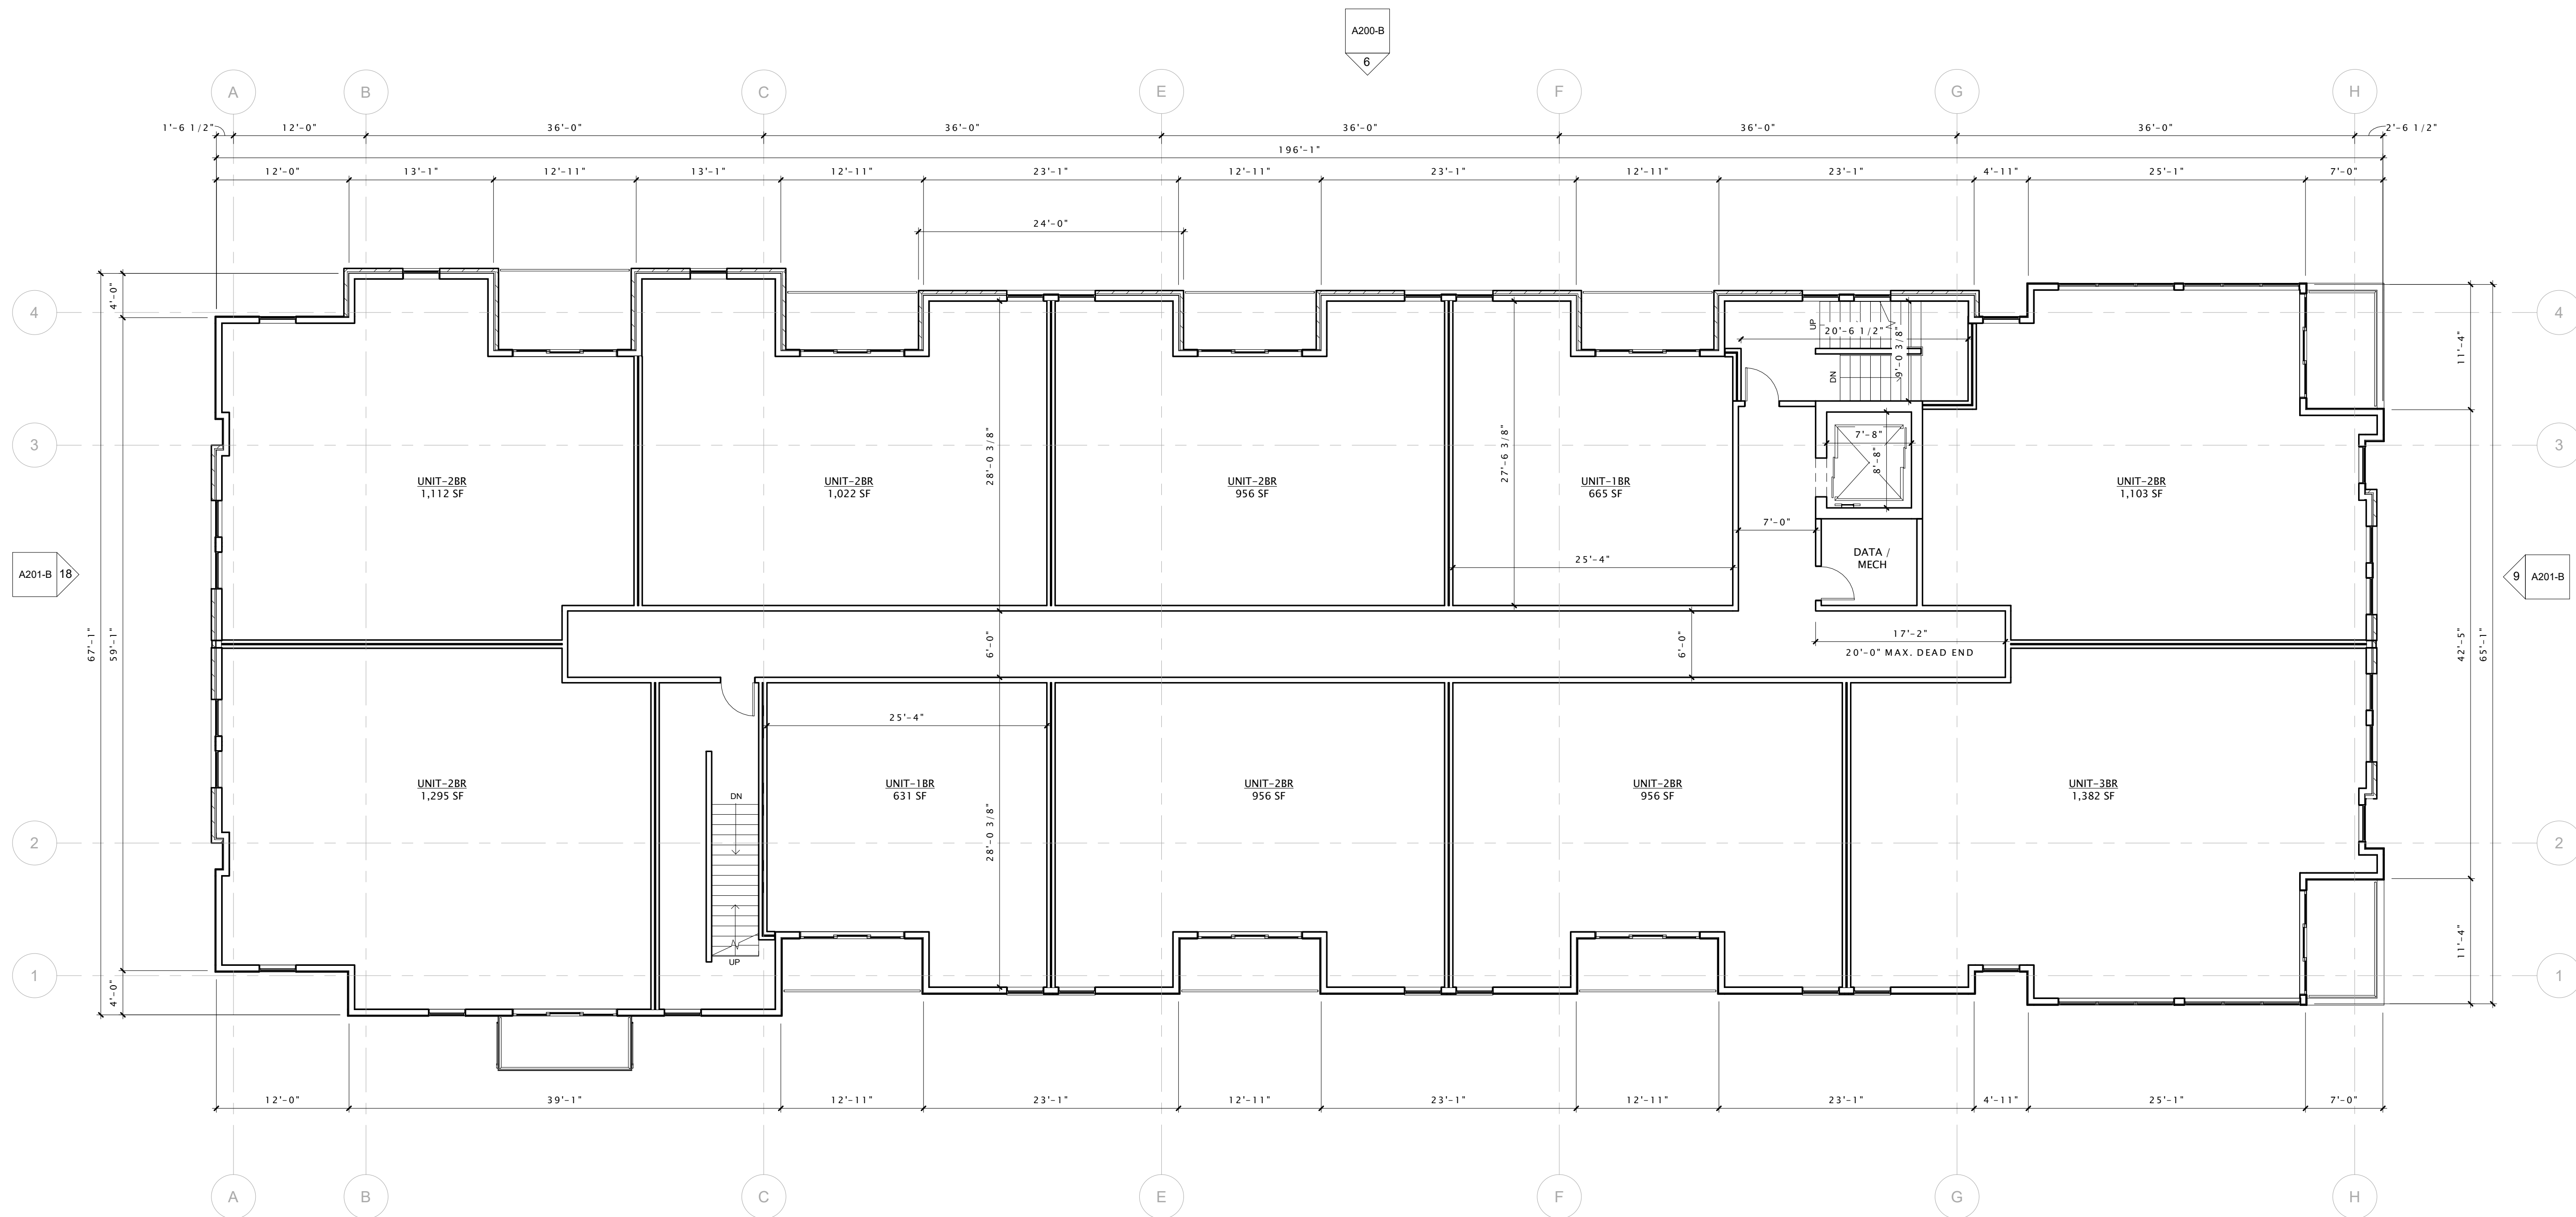 A200-B
6
A
B
C
E
F
G
H
1'-6 1/2"
12'-0"
36'-0"
36'-0"
36'-0"
36'-0"
36'-0"
2'-6 1/2"
196'-1"
12'-0"
13'-1"
12'-11"
13'-1"
12'-11"
23'-1"
12'-11"
23'-1"
12'-11"
23'-1"
4'-11"
25'-1"
7'-0"
24'-0"
4
4'-0"
UP
20'-6 1/2"
9'-0 3/8"
DN
11'-4"
4
3
28'-0 3/8"
27'-6 3/8"
7'-8"
8'-8"
3
UNIT-2BR
1,112 SF
UNIT-2BR
1,022 SF
UNIT-2BR
956 SF
UNIT-1BR
665 SF
UNIT-2BR
1,103 SF
7'-0"
25'-4"
DATA /
MECH
A201-B
18
9
A201-B
67'-1"
59'-1"
6'-0"
6'-0"
17'-2"
20'-0" MAX. DEAD END
42'-5"
65'-1"
25'-4"
UNIT-2BR
1,295 SF
DN
UNIT-1BR
631 SF
28'-0 3/8"
UNIT-2BR
956 SF
UNIT-2BR
956 SF
UNIT-3BR
1,382 SF
2
2
UP
11'-4"
1
4'-0"
1
12'-0"
39'-1"
12'-11"
23'-1"
12'-11"
23'-1"
12'-11"
23'-1"
4'-11"
25'-1"
7'-0"
A
B
C
E
F
G
H